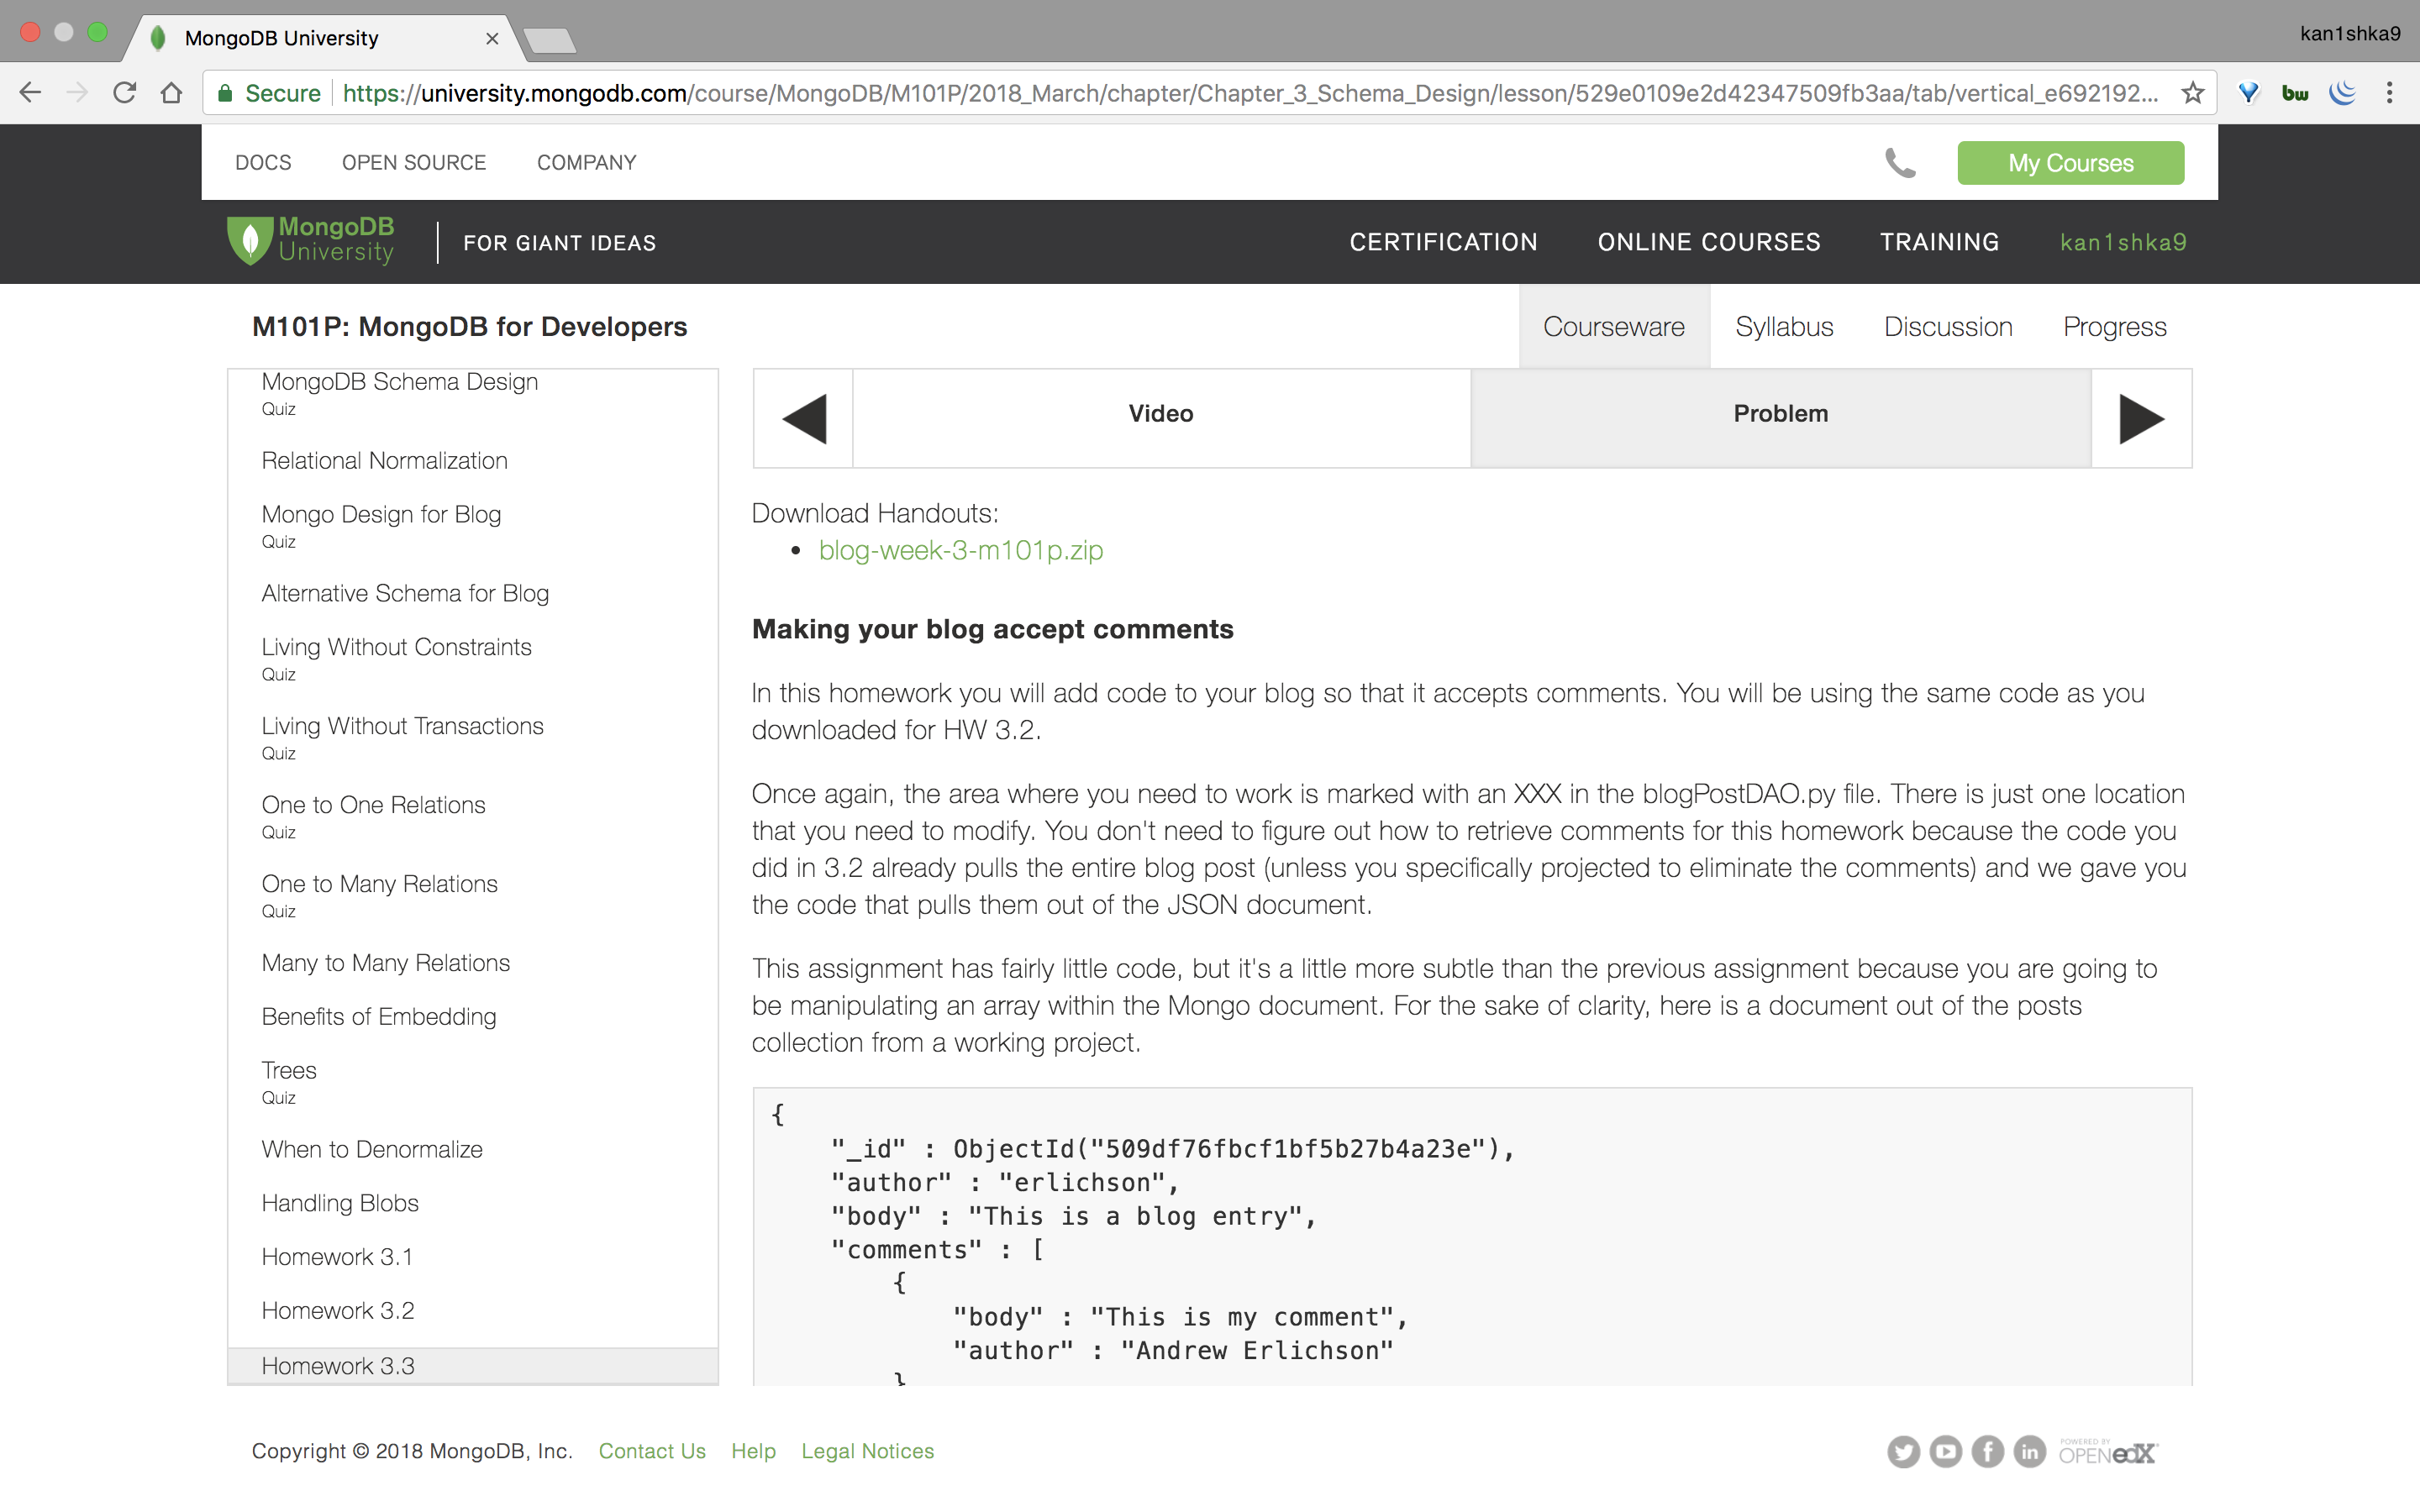 MongoDB University
kan1shka9
Secure https://university.mongodb.com/course/MongoDB/M101P/2018_March/chapter/Chapter_3_Schema_Design/lesson/529e0109e2d42347509fb3aa/tab/vertical_e692192...
bw
DOCS OPEN SOURCE COMPANY
My Courses
MongoDB
University
FOR GIANT IDEAS
CERTIFICATION ONLINE COURSES TRAINING kan1shka9
M101P: MongoDB for Developers
Courseware Syllabus Discussion Progress
MongoDB Schema Design
Quiz
Relational Normalization
Mongo Design for Blog
Quiz
Alternative Schema for Blog
Living Without Constraints
Quiz
Living Without Transactions
Quiz
One to One Relations
Quiz
One to Many Relations
Quiz
Many to Many Relations
Benefits of Embedding
Trees
Quiz
When to Denormalize
Handling Blobs
Homework 3.1
Homework 3.2
Homework 3.3
Video
Problem
Download Handouts:
• blog-week-3-m101p.zip
Making your blog accept comments
In this homework you will add code to your blog so that it accepts comments. You will be using the same code as you
downloaded for HW 3.2.
Once again, the area where you need to work is marked with an XXX in the blogPostDAO.py file. There is just one location
that you need to modify. You don't need to figure out how to retrieve comments for this homework because the code you
did in 3.2 already pulls the entire blog post (unless you specifically projected to eliminate the comments) and we gave you
the code that pulls them out of the JSON document.
This assignment has fairly little code, but it's a little more subtle than the previous assignment because you are going to
be manipulating an array within the Mongo document. For the sake of clarity, here is a document out of the posts
collection from a working project.
{
"_id" : ObjectId("509df76fbcf1bf5b27b4a23e"),
"author" : "erlichson",
"body" : "This is a blog entry",
"comments" : [
{
"body" : "This is my comment",
"author" : "Andrew Erlichson"
}
Copyright © 2018 MongoDB, Inc. Contact Us Help Legal Notices
POWERED BY
OPEN edX